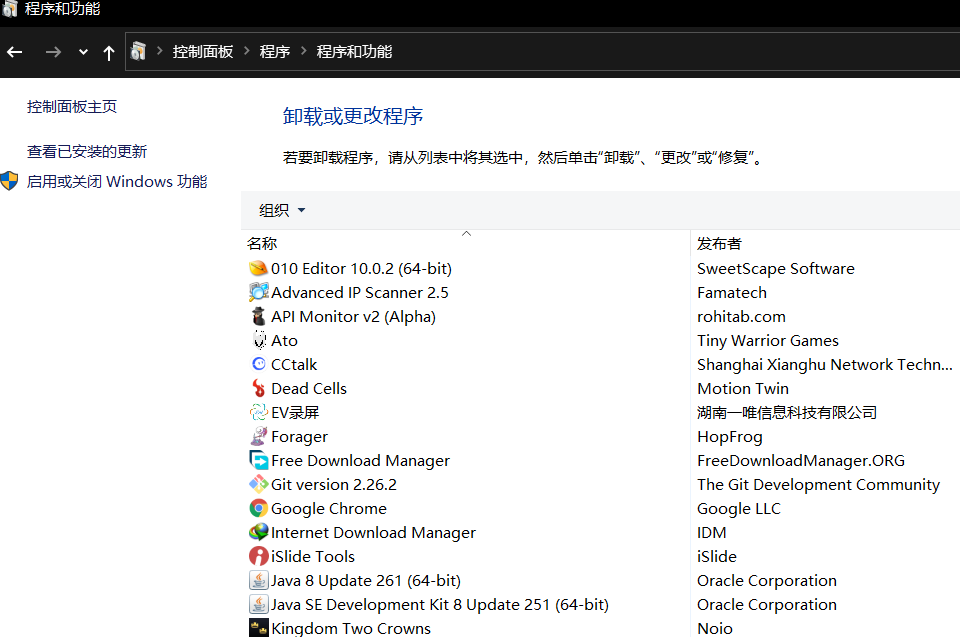 程序和功能
控制面板 程序 程序和功能
控制面板主页
查看已安装的更新
启用或关闭 Windows 功能
卸载或更改程序
若要卸载程序，请从列表中将其选中，然后单击“卸载”、“更改”或“修复”。
组织
名称 发布者
010 Editor 10.0.2 (64-bit) SweetScape Software
Advanced IP Scanner 2.5 Famatech
API Monitor v2 (Alpha) rohitab.com
Ato Tiny Warrior Games
CCtalk Shanghai Xianghu Network Techn...
Dead Cells Motion Twin
EV录屏 湖南一唯信息科技有限公司
Forager HopFrog
Free Download Manager FreeDownloadManager.ORG
Git version 2.26.2 The Git Development Community
Google Chrome Google LLC
Internet Download Manager IDM
iSlide Tools iSlide
Java 8 Update 261 (64-bit) Oracle Corporation
Java SE Development Kit 8 Update 251 (64-bit) Oracle Corporation
Kingdom Two Crowns Noio